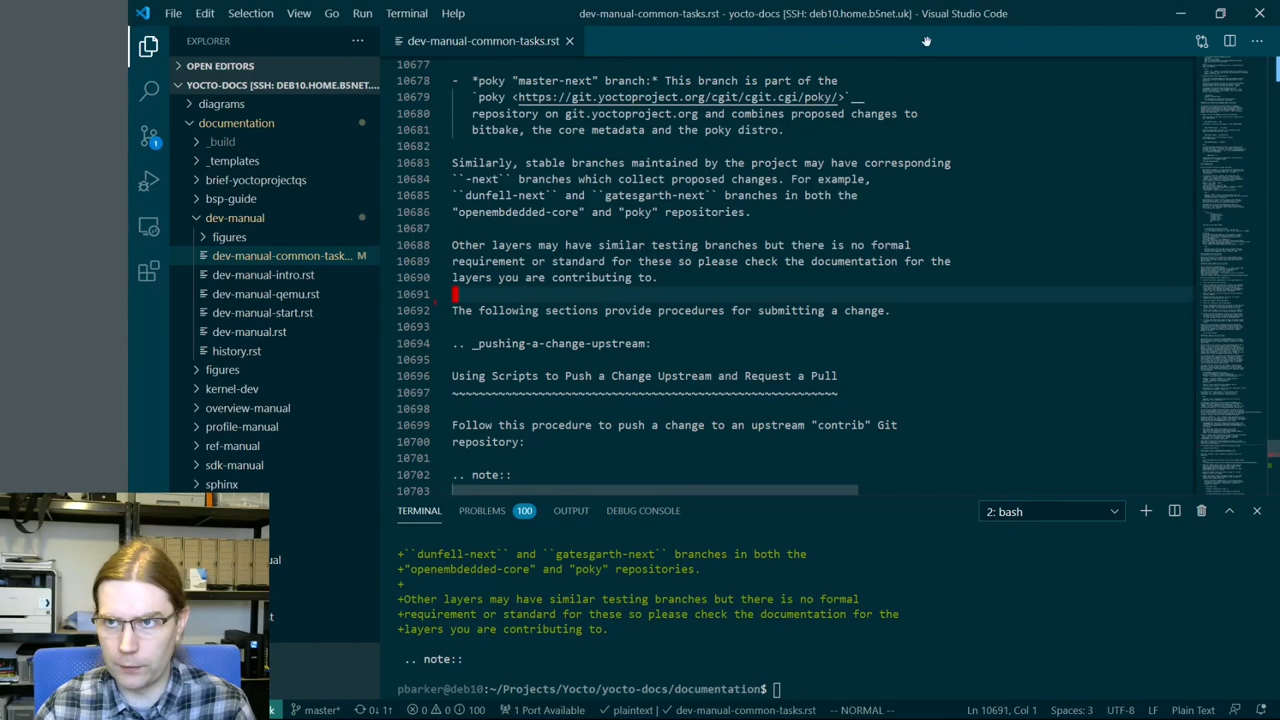 File Edit Selection View Go Run Terminal Help
dev-manual-common-tasks.rst - yocto-docs [SSH: deb10.home.b5net.uk] - Visual Studio Code
EXPLORER
OPEN EDITORS
YOCTO-DOCS [SSH: DEB10.HOME.B5NET....
diagrams
documentation
_build
_templates
brief-yoctoprojectqs
bsp-guide
dev-manual
figures
dev-manual-common-task... M
dev-manual-intro.rst
dev-manual-qemu.rst
dev-manual-start.rst
dev-manual.rst
history.rst
figures
kernel-dev
overview-manual
profile-manual
ref-manual
sdk-manual
sphinx
dev-manual-common-tasks.rst
10677
10678 - *poky "master-next" branch:* This branch is part of the
10679 `poky <https://git.yoctoproject.org/cgit/cgit.cgi/poky/>`__
10680 repository on git.yoctoproject.org and combines proposed changes to
10681 bitbake, the core metadata and the poky distro.
10682
10683 Similarly, stable branches maintained by the project may have corresponding
10684 ``-next`` branches which collect proposed changes. For example,
10685 ``dunfell-next`` and ``gatesgarth-next`` branches in both the
10686 "openembdedded-core" and "poky" repositories.
10687
10688 Other layers may have similar testing branches but there is no formal
10689 requirement or standard for these so please check the documentation for the
10690 layers you are contributing to.
10691
10692 The following sections provide procedures for submitting a change.
10693
10694 .. _pushing-a-change-upstream:
10695
10696 Using Scripts to Push a Change Upstream and Request a Pull
10697 ~~~~~~~~~~~~~~~~~~~~~~~~~~~~~~~~~~~~~~~~~~~~~~~~~~~~~~~~~~
10698
10699 Follow this procedure to push a change to an upstream "contrib" Git
10700 repository:
10701
10702 .. note::
10703
TERMINAL PROBLEMS 100 OUTPUT DEBUG CONSOLE
2: bash
+``dunfell-next`` and ``gatesgarth-next`` branches in both the
+"openembdedded-core" and "poky" repositories.
+
+Other layers may have similar testing branches but there is no formal
+requirement or standard for these so please check the documentation for the
+layers you are contributing to.
.. note::
pbarker@deb10:~/Projects/Yocto/yocto-docs/documentation$
master* 0↓ 1↑ 0 0 100 1 Port Available plaintext | dev-manual-common-tasks.rst -- NORMAL -- Ln 10691, Col 1 Spaces: 3 UTF-8 LF Plain Text